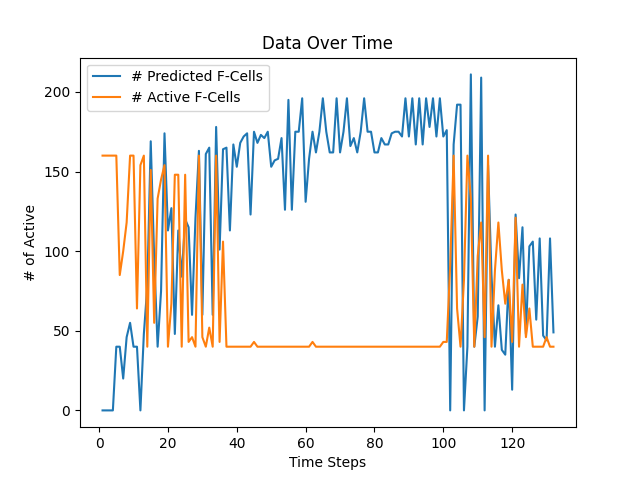 Data Over Time
# Predicted F-Cells
# Active F-Cells
# of Active
200
150
100
50
0
0 20 40 60 80 100 120
Time Steps